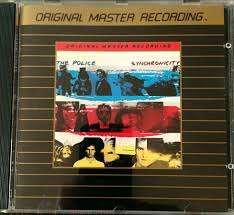 ORIGINAL MASTER RECORDING.
ORIGINAL MASTER RECORDING
THE POLICE SYNCHRONICITY